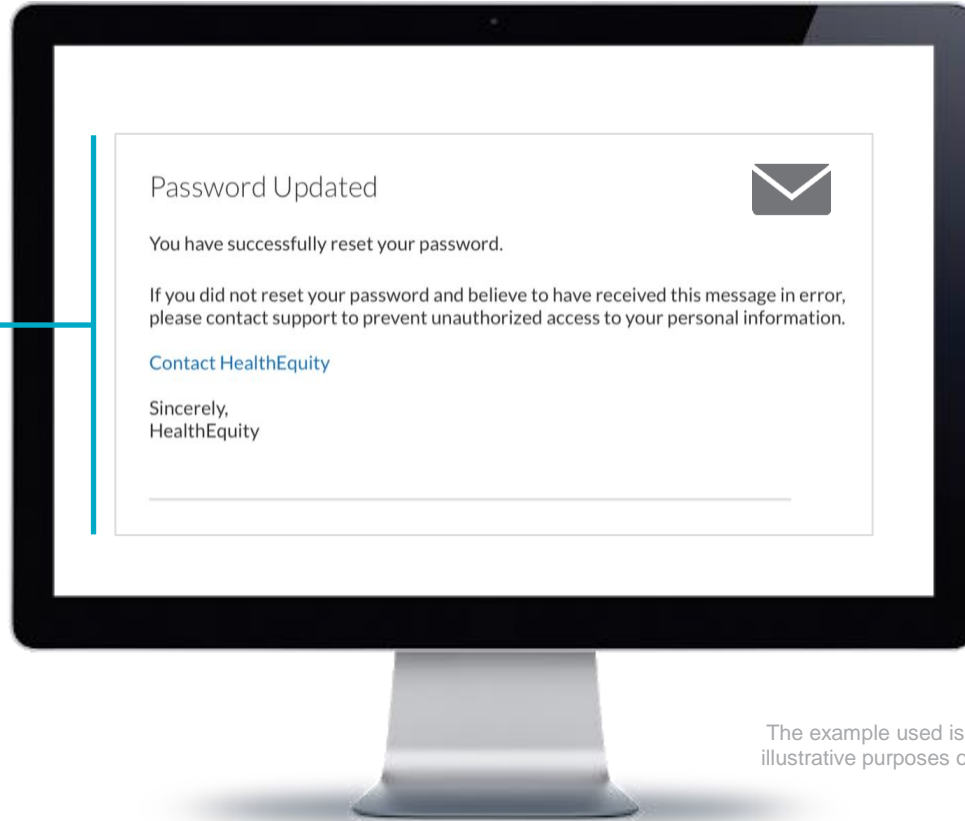 Password Updated
You have successfully reset your password.
If you did not reset your password and believe to have received this message in error,
please contact support to prevent unauthorized access to your personal information.
Contact HealthEquity
Sincerely,
HealthEquity
The example used is
illustrative purposes